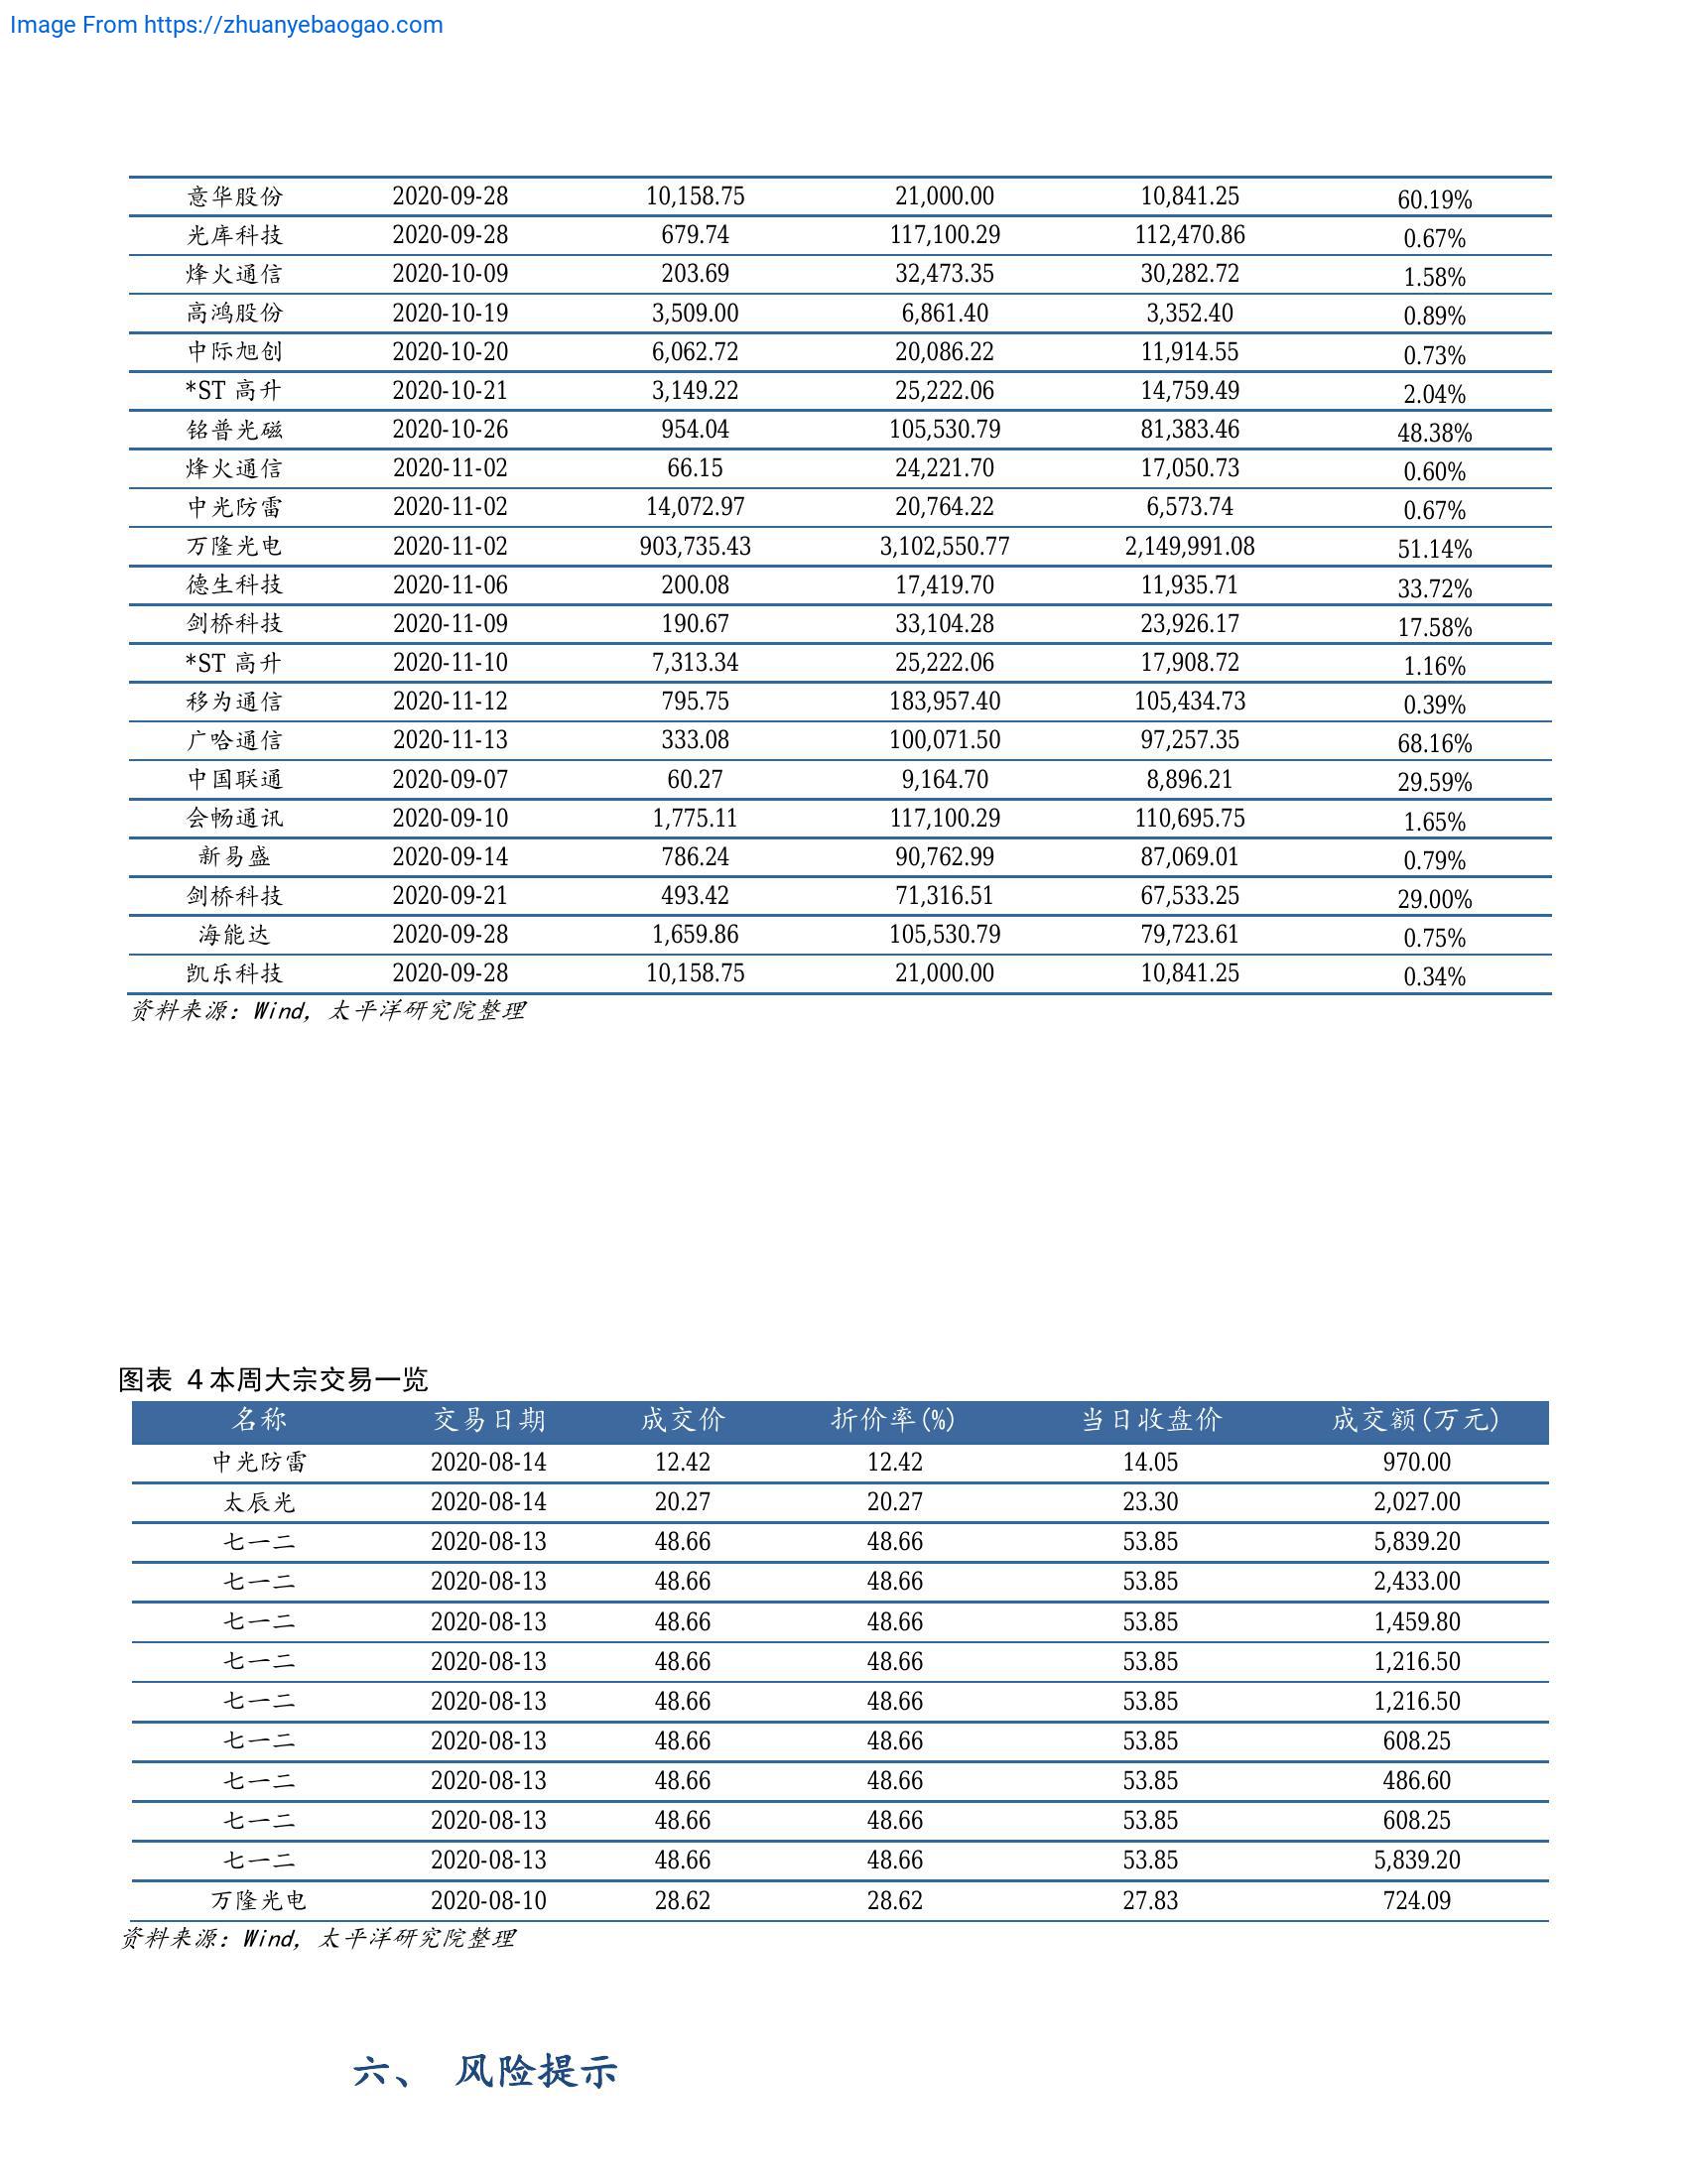 Image From https://zhuanyebaogao.com
意华股份 2020-09-28 10,158.75 21,000.00 10,841.25 60.19%
光库科技 2020-09-28 679.74 117,100.29 112,470.86 0.67%
烽火通信 2020-10-09 203.69 32,473.35 30,282.72 1.58%
高鸿股份 2020-10-19 3,509.00 6,861.40 3,352.40 0.89%
中际旭创 2020-10-20 6,062.72 20,086.22 11,914.55 0.73%
*ST 高升 2020-10-21 3,149.22 25,222.06 14,759.49 2.04%
铭普光磁 2020-10-26 954.04 105,530.79 81,383.46 48.38%
烽火通信 2020-11-02 66.15 24,221.70 17,050.73 0.60%
中光防雷 2020-11-02 14,072.97 20,764.22 6,573.74 0.67%
万隆光电 2020-11-02 903,735.43 3,102,550.77 2,149,991.08 51.14%
德生科技 2020-11-06 200.08 17,419.70 11,935.71 33.72%
剑桥科技 2020-11-09 190.67 33,104.28 23,926.17 17.58%
*ST 高升 2020-11-10 7,313.34 25,222.06 17,908.72 1.16%
移为通信 2020-11-12 795.75 183,957.40 105,434.73 0.39%
广哈通信 2020-11-13 333.08 100,071.50 97,257.35 68.16%
中国联通 2020-09-07 60.27 9,164.70 8,896.21 29.59%
会畅通讯 2020-09-10 1,775.11 117,100.29 110,695.75 1.65%
新易盛 2020-09-14 786.24 90,762.99 87,069.01 0.79%
剑桥科技 2020-09-21 493.42 71,316.51 67,533.25 29.00%
海能达 2020-09-28 1,659.86 105,530.79 79,723.61 0.75%
凯乐科技 2020-09-28 10,158.75 21,000.00 10,841.25 0.34%
资料来源：Wind，太平洋研究院整理
图表 4 本周大宗交易一览
名称 交易日期 成交价 折价率(%) 当日收盘价 成交额(万元)
中光防雷 2020-08-14 12.42 12.42 14.05 970.00
太辰光 2020-08-14 20.27 20.27 23.30 2,027.00
七一二 2020-08-13 48.66 48.66 53.85 5,839.20
七一二 2020-08-13 48.66 48.66 53.85 2,433.00
七一二 2020-08-13 48.66 48.66 53.85 1,459.80
七一二 2020-08-13 48.66 48.66 53.85 1,216.50
七一二 2020-08-13 48.66 48.66 53.85 1,216.50
七一二 2020-08-13 48.66 48.66 53.85 608.25
七一二 2020-08-13 48.66 48.66 53.85 486.60
七一二 2020-08-13 48.66 48.66 53.85 608.25
七一二 2020-08-13 48.66 48.66 53.85 5,839.20
万隆光电 2020-08-10 28.62 28.62 27.83 724.09
资料来源：Wind，太平洋研究院整理
六、 风险提示